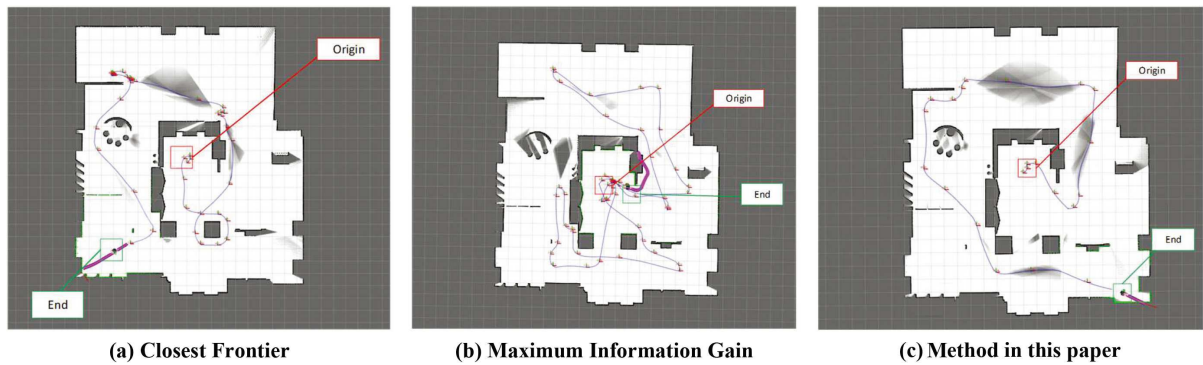 Origin
End
Origin
End
Origin
End
(a) Closest Frontier
(b) Maximum Information Gain
(c) Method in this paper